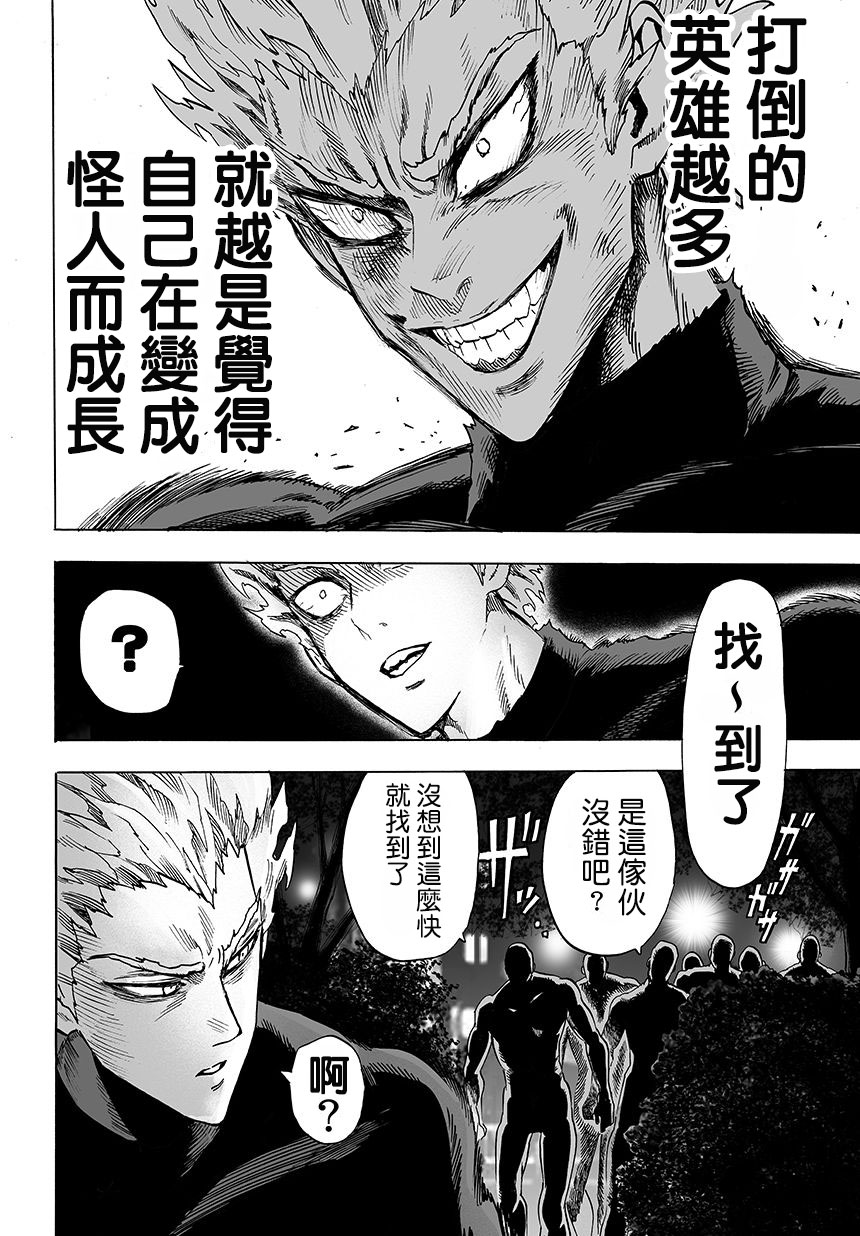 打倒的
英雄越多
就越是覺得
自己在變成
怪人而成長
找~到了
?
ガサ
ガサ
是這傢伙
沒錯吧?
ザッ
沒想到這麼快
就找到了
啊?